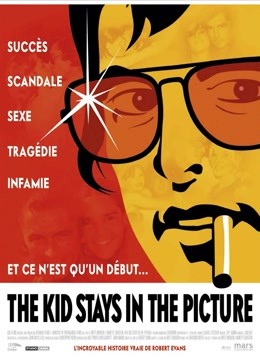 SUCCÈS
SCANDALE
SEXE
TRAGÉDIE
INFAMIE
ET CE N'EST QU'UN DÉBUT...
THE KID STAYS IN THE PICTURE
L'INCROYABLE HISTOIRE VRAIE DE ROBERT EVANS
mars